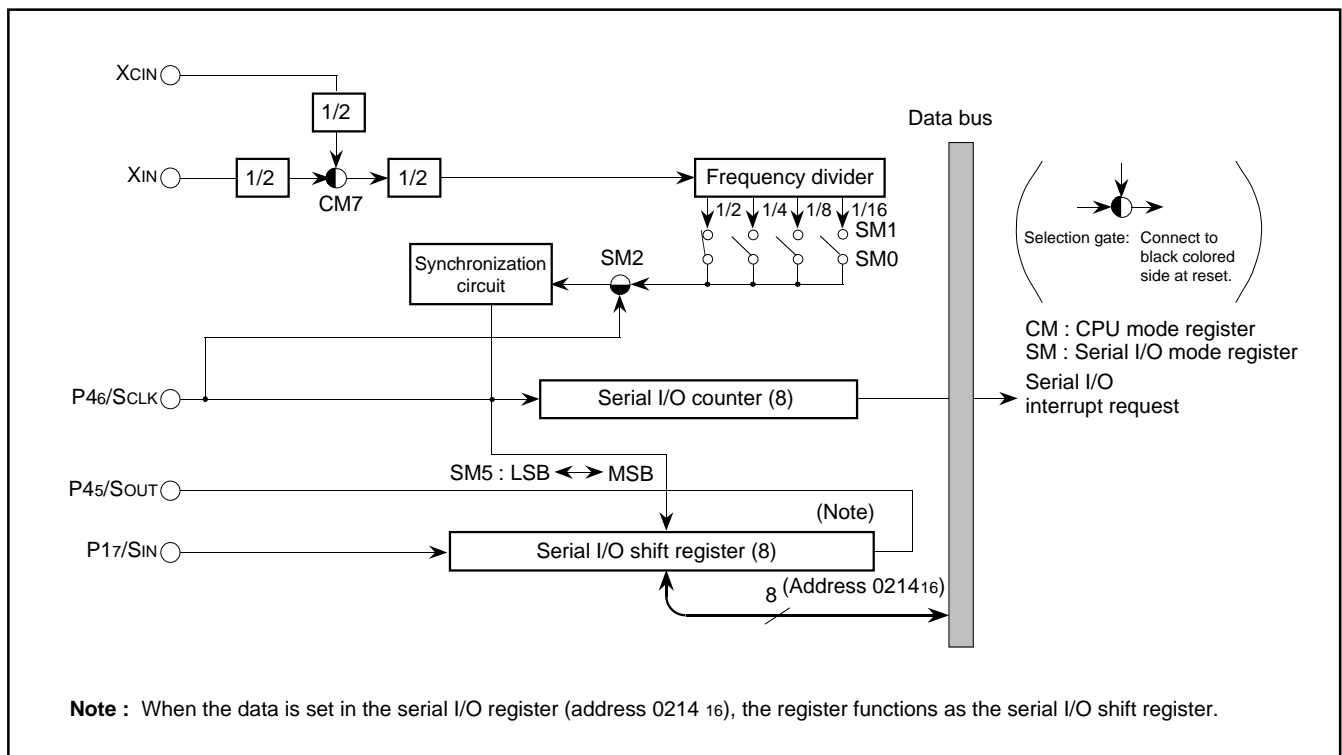 XCIN
1/2
Data bus
XIN
1/2
1/2
Frequency divider
CM7
1/2
1/4
1/8
1/16
SM1
SM0
Selection gate: Connect to
black colored
side at reset.
Synchronization
circuit
SM2
CM : CPU mode register
SM : Serial I/O mode register
P46/SCLK
Serial I/O counter (8)
Serial I/O
interrupt request
SM5 : LSB ↔ MSB
P45/SOUT
(Note)
P17/SIN
Serial I/O shift register (8)
8
(Address 021416)
Note : When the data is set in the serial I/O register (address 0214 16), the register functions as the serial I/O shift register.